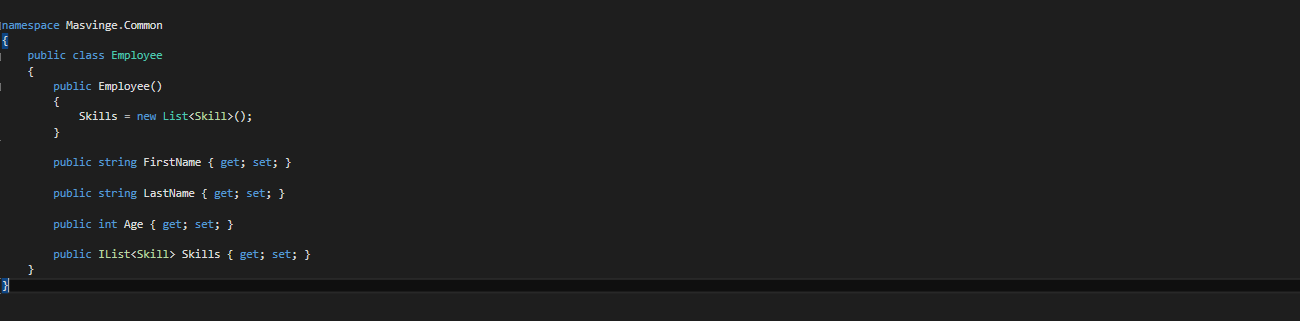 namespace Masvinge.Common
{
    public class Employee
    {
        public Employee()
        {
            Skills = new List<Skill>();
        }
        public string FirstName { get; set; }
        public string LastName { get; set; }
        public int Age { get; set; }
        public IList<Skill> Skills { get; set; }
    }
}